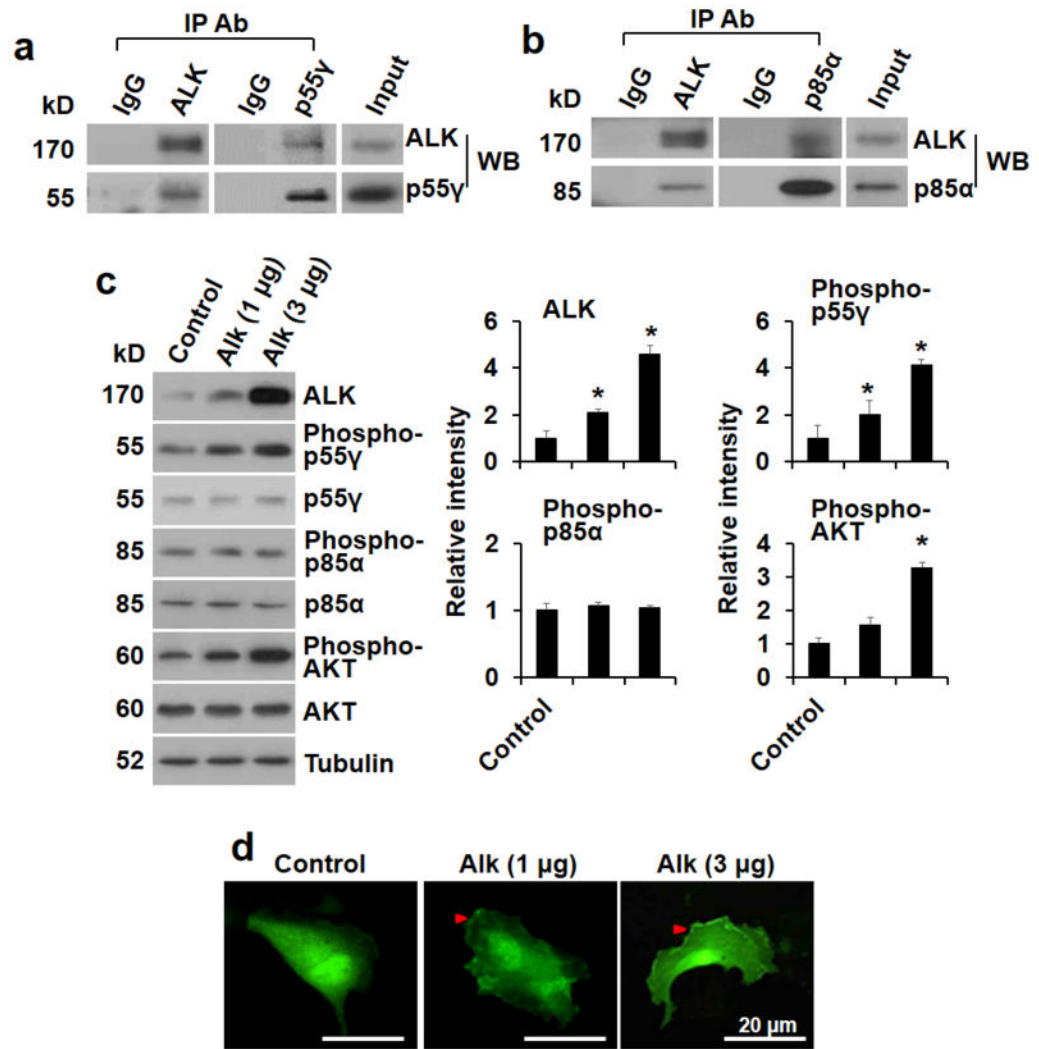 a
IP Ab
kD
IgG
ALK
IgG
p55γ
Input
170
ALK
55
p55γ
WB
b
IP Ab
kD
IgG
ALK
IgG
p85α
Input
170
ALK
85
p85α
WB
c
kD
Control
Alk (1 µg)
Alk (3 µg)
170
ALK
55
Phospho-
p55γ
55
p55γ
85
Phospho-
p85α
85
p85α
60
Phospho-
AKT
60
AKT
52
Tubulin
Relative intensity
ALK
6
4
2
0
*
*
Phospho-
p85α
2
1
0
Control
Relative intensity
Phospho-
p55γ
6
4
2
0
*
*
Phospho-
AKT
4
3
2
1
0
*
Control
d
Control
Alk (1 µg)
Alk (3 µg)
20 µm